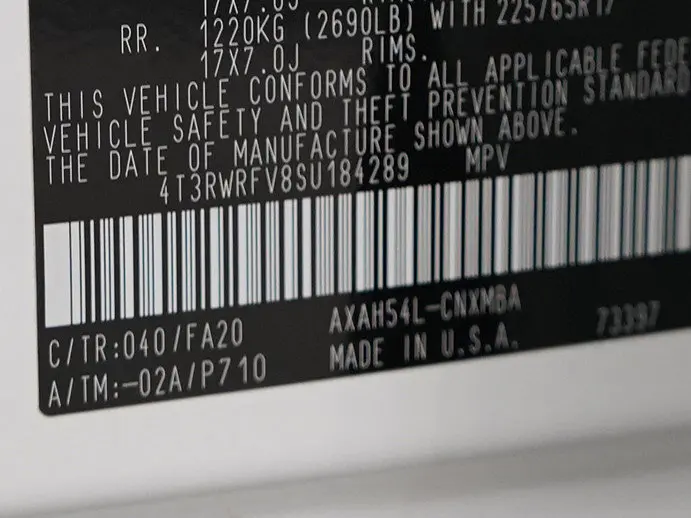 17X7.0J
RR. 1220KG (2690LB) WITH 225/65R17
17X7.0J RIMS.
THIS VEHICLE CONFORMS TO ALL APPLICABLE FEDE
VEHICLE SAFETY AND THEFT PREVENTION STANDARD
THE DATE OF MANUFACTURE SHOWN ABOVE.
4T3RWRFV8SU184289 MPV
C/TR:040/FA20 AXAH54L-CNXMBA 73397
A/TM:-02A/P710 MADE IN U.S.A.